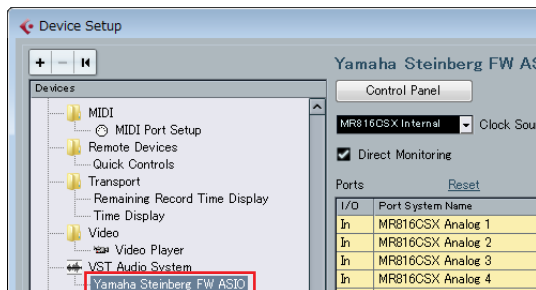 Device Setup
Devices
MIDI
MIDI Port Setup
Remote Devices
Quick Controls
Transport
Remaining Record Time Display
Time Display
Video
Video Player
VST Audio System
Yamaha Steinberg FW ASIO
Yamaha Steinberg FW AS
Control Panel
MR816CSX Internal Clock Sou
Direct Monitoring
Ports Reset
I/O Port System Name
In MR816CSX Analog 1
In MR816CSX Analog 2
In MR816CSX Analog 3
In MR816CSX Analog 4